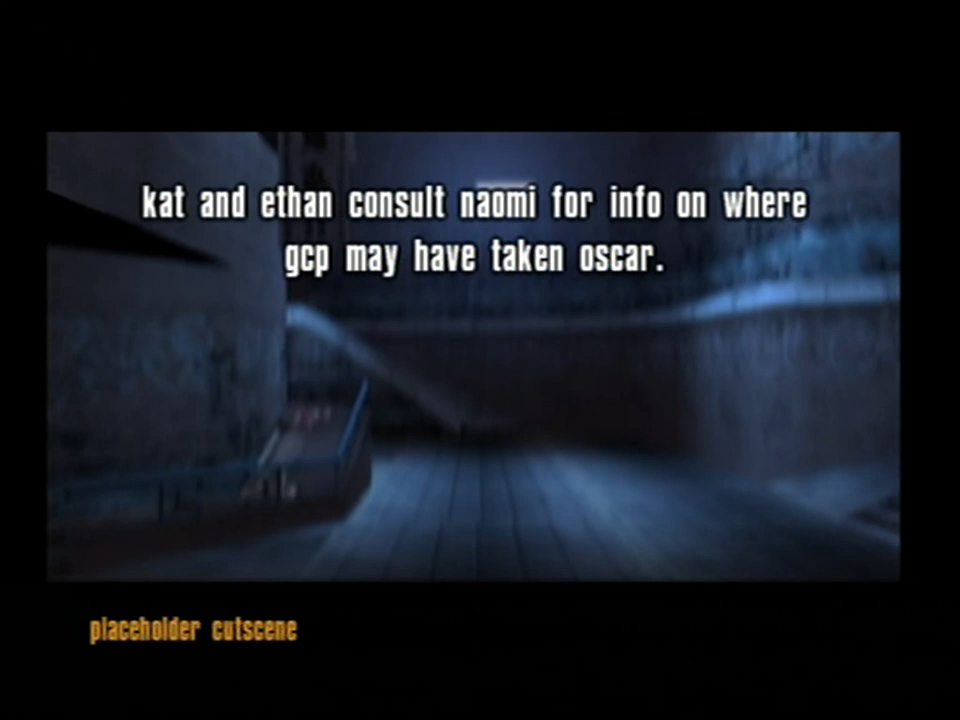 kat and ethan consult naomi for info on where
gcp may have taken oscar.
placeholder cutscene